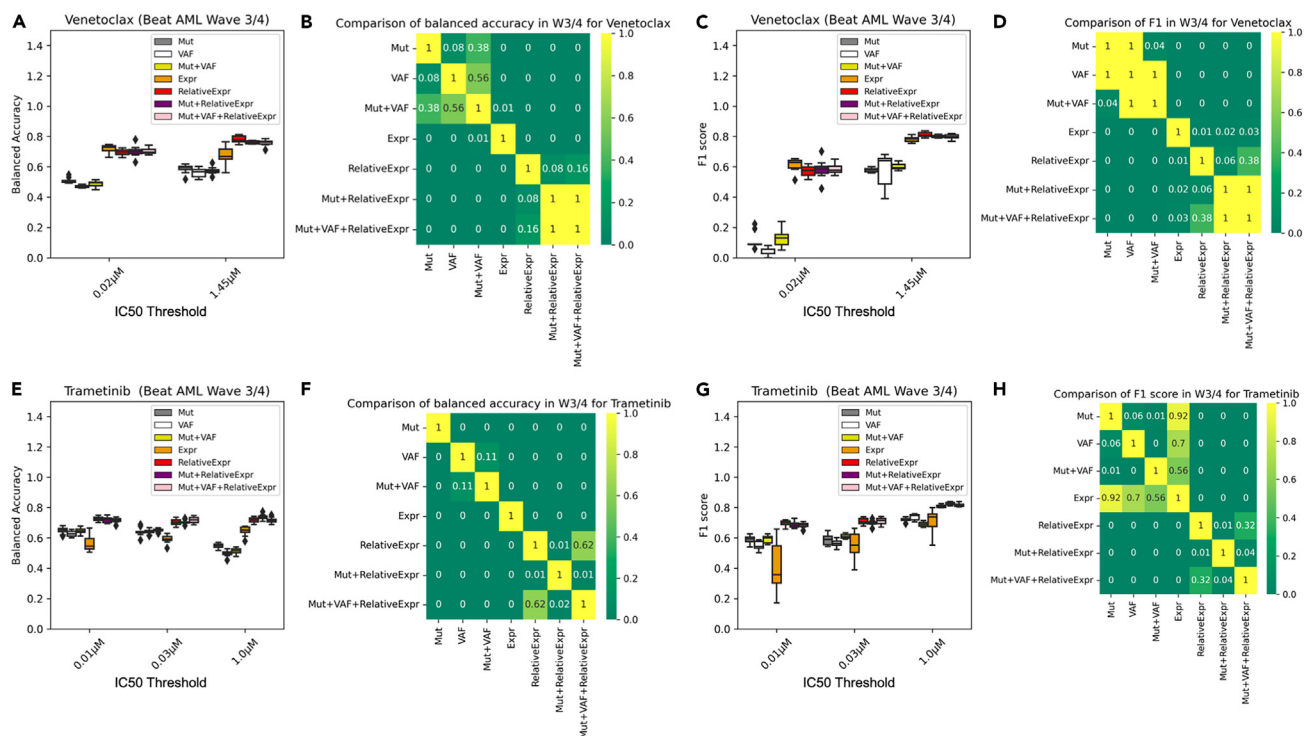 A
Venetoclax (Beat AML Wave 3/4)
Balanced Accuracy
1.4
1.2
1.0
0.8
0.6
0.4
0.2
0.0
Mut
VAF
Mut+VAF
Expr
RelativeExpr
Mut+RelativeExpr
Mut+VAF+RelativeExpr
0.02μM
1.45μM
IC50 Threshold
B
Comparison of balanced accuracy in W3/4 for Venetoclax
Mut 1 0.08 0.38 0 0 0 0
VAF 0.08 1 0.56 0 0 0 0
Mut+VAF 0.38 0.56 1 0.01 0 0 0
Expr 0 0 0.01 1 0 0 0
RelativeExpr 0 0 0 0 1 0.08 0.16
Mut+RelativeExpr 0 0 0 0 0.08 1 1
Mut+VAF+RelativeExpr 0 0 0 0 0.16 1 1
Mut
VAF
Mut+VAF
Expr
RelativeExpr
Mut+RelativeExpr
Mut+VAF+RelativeExpr
1.0
0.8
0.6
0.4
0.2
0.0
C
Venetoclax (Beat AML Wave 3/4)
F1 score
1.4
1.2
1.0
0.8
0.6
0.4
0.2
0.0
Mut
VAF
Mut+VAF
Expr
RelativeExpr
Mut+RelativeExpr
Mut+VAF+RelativeExpr
0.02μM
1.45μM
IC50 Threshold
D
Comparison of F1 in W3/4 for Venetoclax
Mut 1 1 0.04 0 0 0 0
VAF 1 1 1 0 0 0 0
Mut+VAF 0.04 1 1 0 0 0 0
Expr 0 0 0 1 0.01 0.02 0.03
RelativeExpr 0 0 0 0.01 1 0.06 0.38
Mut+RelativeExpr 0 0 0 0.02 0.06 1 1
Mut+VAF+RelativeExpr 0 0 0 0.03 0.38 1 1
Mut
VAF
Mut+VAF
Expr
RelativeExpr
Mut+RelativeExpr
Mut+VAF+RelativeExpr
1.0
0.8
0.6
0.4
0.2
0.0
E
Trametinib (Beat AML Wave 3/4)
Balanced Accuracy
1.4
1.2
1.0
0.8
0.6
0.4
0.2
0.0
Mut
VAF
Mut+VAF
Expr
RelativeExpr
Mut+RelativeExpr
Mut+VAF+RelativeExpr
0.01μM
0.03μM
1.0μM
IC50 Threshold
F
Comparison of balanced accuracy in W3/4 for Trametinib
Mut 1 0 0 0 0 0 0
VAF 0 1 0.11 0 0 0 0
Mut+VAF 0 0.11 1 0 0 0 0
Expr 0 0 0 1 0 0 0
RelativeExpr 0 0 0 0 1 0.01 0.62
Mut+RelativeExpr 0 0 0 0 0.01 1 0.01
Mut+VAF+RelativeExpr 0 0 0 0 0.62 0.02 1
Mut
VAF
Mut+VAF
Expr
RelativeExpr
Mut+RelativeExpr
Mut+VAF+RelativeExpr
1.0
0.8
0.6
0.4
0.2
0.0
G
Trametinib (Beat AML Wave 3/4)
F1 score
1.4
1.2
1.0
0.8
0.6
0.4
0.2
0.0
Mut
VAF
Mut+VAF
Expr
RelativeExpr
Mut+RelativeExpr
Mut+VAF+RelativeExpr
0.01μM
0.03μM
1.0μM
IC50 Threshold
H
Comparison of F1 score in W3/4 for Trametinib
Mut 1 0.06 0.01 0.92 0 0 0
VAF 0.06 1 0 0.7 0 0 0
Mut+VAF 0.01 0 1 0.56 0 0 0
Expr 0.92 0.7 0.56 1 0 0 0
RelativeExpr 0 0 0 0 1 0.01 0.32
Mut+RelativeExpr 0 0 0 0 0.01 1 0.04
Mut+VAF+RelativeExpr 0 0 0 0 0.32 0.04 1
Mut
VAF
Mut+VAF
Expr
RelativeExpr
Mut+RelativeExpr
Mut+VAF+RelativeExpr
1.0
0.8
0.6
0.4
0.2
0.0